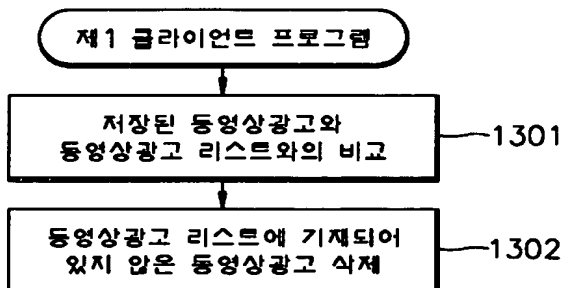 제1 클라이언트 프로그램
저장된 동영상광고와
동영상광고 리스트와의 비교
1301
동영상광고 리스트에 기재되어
있지 않은 동영상광고 삭제
1302